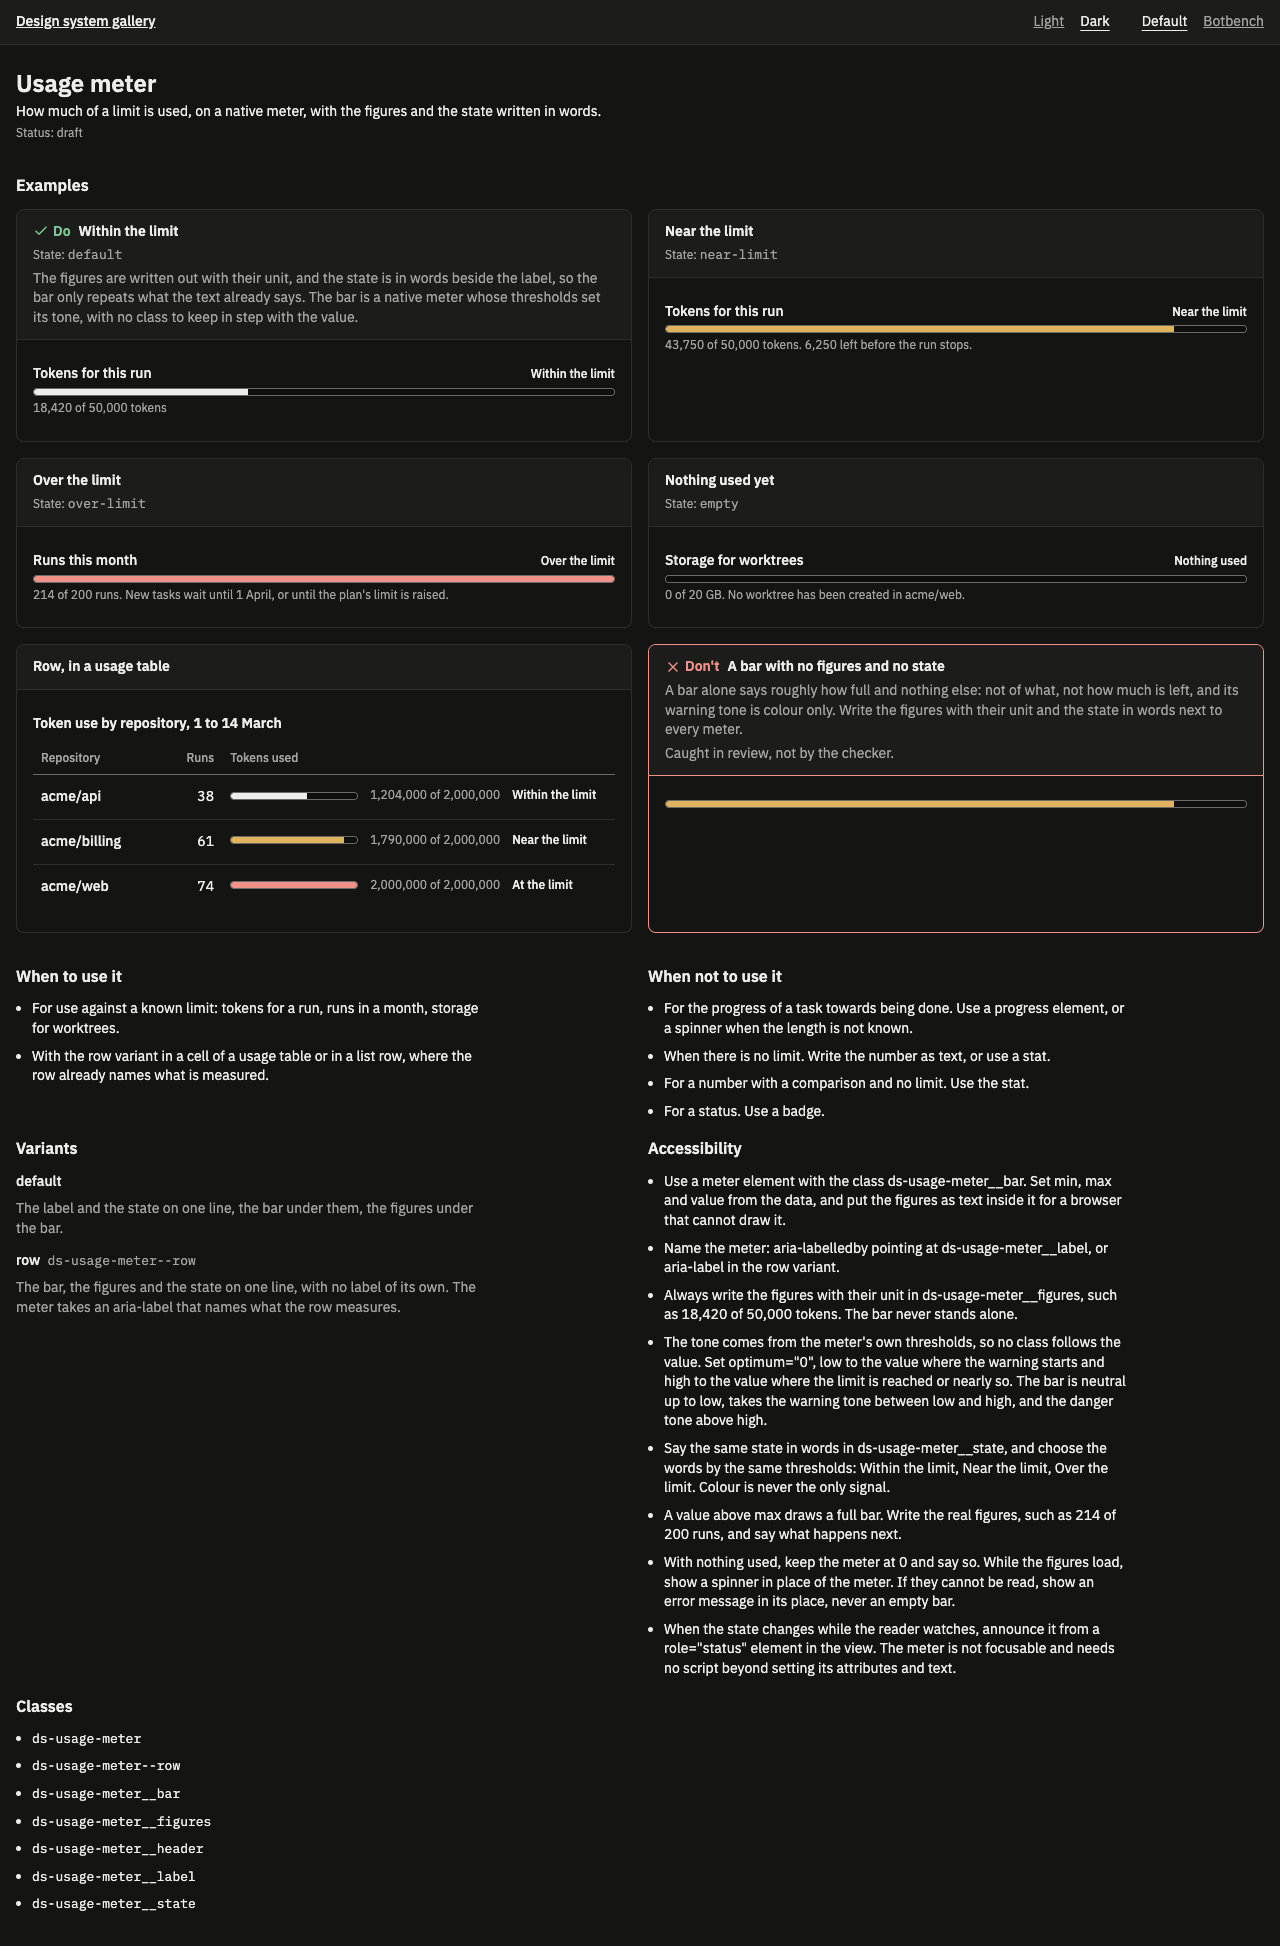 Design system gallery
Light Dark Default Botbench
Usage meter
How much of a limit is used, on a native meter, with the figures and the state written in words.
Status: draft
Examples
Do Within the limit
State: default
The figures are written out with their unit, and the state is in words beside the label, so the
bar only repeats what the text already says. The bar is a native meter whose thresholds set
its tone, with no class to keep in step with the value.
Tokens for this run Within the limit
18,420 of 50,000 tokens
Near the limit
State: near-limit
Tokens for this run Near the limit
43,750 of 50,000 tokens. 6,250 left before the run stops.
Over the limit
State: over-limit
Runs this month Over the limit
214 of 200 runs. New tasks wait until 1 April, or until the plan's limit is raised.
Nothing used yet
State: empty
Storage for worktrees Nothing used
0 of 20 GB. No worktree has been created in acme/web.
Row, in a usage table
Token use by repository, 1 to 14 March
Repository Runs Tokens used
acme/api 38 1,204,000 of 2,000,000 Within the limit
acme/billing 61 1,790,000 of 2,000,000 Near the limit
acme/web 74 2,000,000 of 2,000,000 At the limit
Don't A bar with no figures and no state
A bar alone says roughly how full and nothing else: not of what, not how much is left, and its
warning tone is colour only. Write the figures with their unit and the state in words next to
every meter.
Caught in review, not by the checker.
When to use it
• For use against a known limit: tokens for a run, runs in a month, storage
for worktrees.
• With the row variant in a cell of a usage table or in a list row, where the
row already names what is measured.
When not to use it
• For the progress of a task towards being done. Use a progress element, or
a spinner when the length is not known.
• When there is no limit. Write the number as text, or use a stat.
• For a number with a comparison and no limit. Use the stat.
• For a status. Use a badge.
Variants
default
The label and the state on one line, the bar under them, the figures under
the bar.
row ds-usage-meter--row
The bar, the figures and the state on one line, with no label of its own. The
meter takes an aria-label that names what the row measures.
Accessibility
• Use a meter element with the class ds-usage-meter__bar. Set min, max
and value from the data, and put the figures as text inside it for a browser
that cannot draw it.
• Name the meter: aria-labelledby pointing at ds-usage-meter__label, or
aria-label in the row variant.
• Always write the figures with their unit in ds-usage-meter__figures, such
as 18,420 of 50,000 tokens. The bar never stands alone.
• The tone comes from the meter's own thresholds, so no class follows the
value. Set optimum="0", low to the value where the warning starts and
high to the value where the limit is reached or nearly so. The bar is neutral
up to low, takes the warning tone between low and high, and the danger
tone above high.
• Say the same state in words in ds-usage-meter__state, and choose the
words by the same thresholds: Within the limit, Near the limit, Over the
limit. Colour is never the only signal.
• A value above max draws a full bar. Write the real figures, such as 214 of
200 runs, and say what happens next.
• With nothing used, keep the meter at 0 and say so. While the figures load,
show a spinner in place of the meter. If they cannot be read, show an
error message in its place, never an empty bar.
• When the state changes while the reader watches, announce it from a
role="status" element in the view. The meter is not focusable and needs
no script beyond setting its attributes and text.
Classes
• ds-usage-meter
• ds-usage-meter--row
• ds-usage-meter__bar
• ds-usage-meter__figures
• ds-usage-meter__header
• ds-usage-meter__label
• ds-usage-meter__state